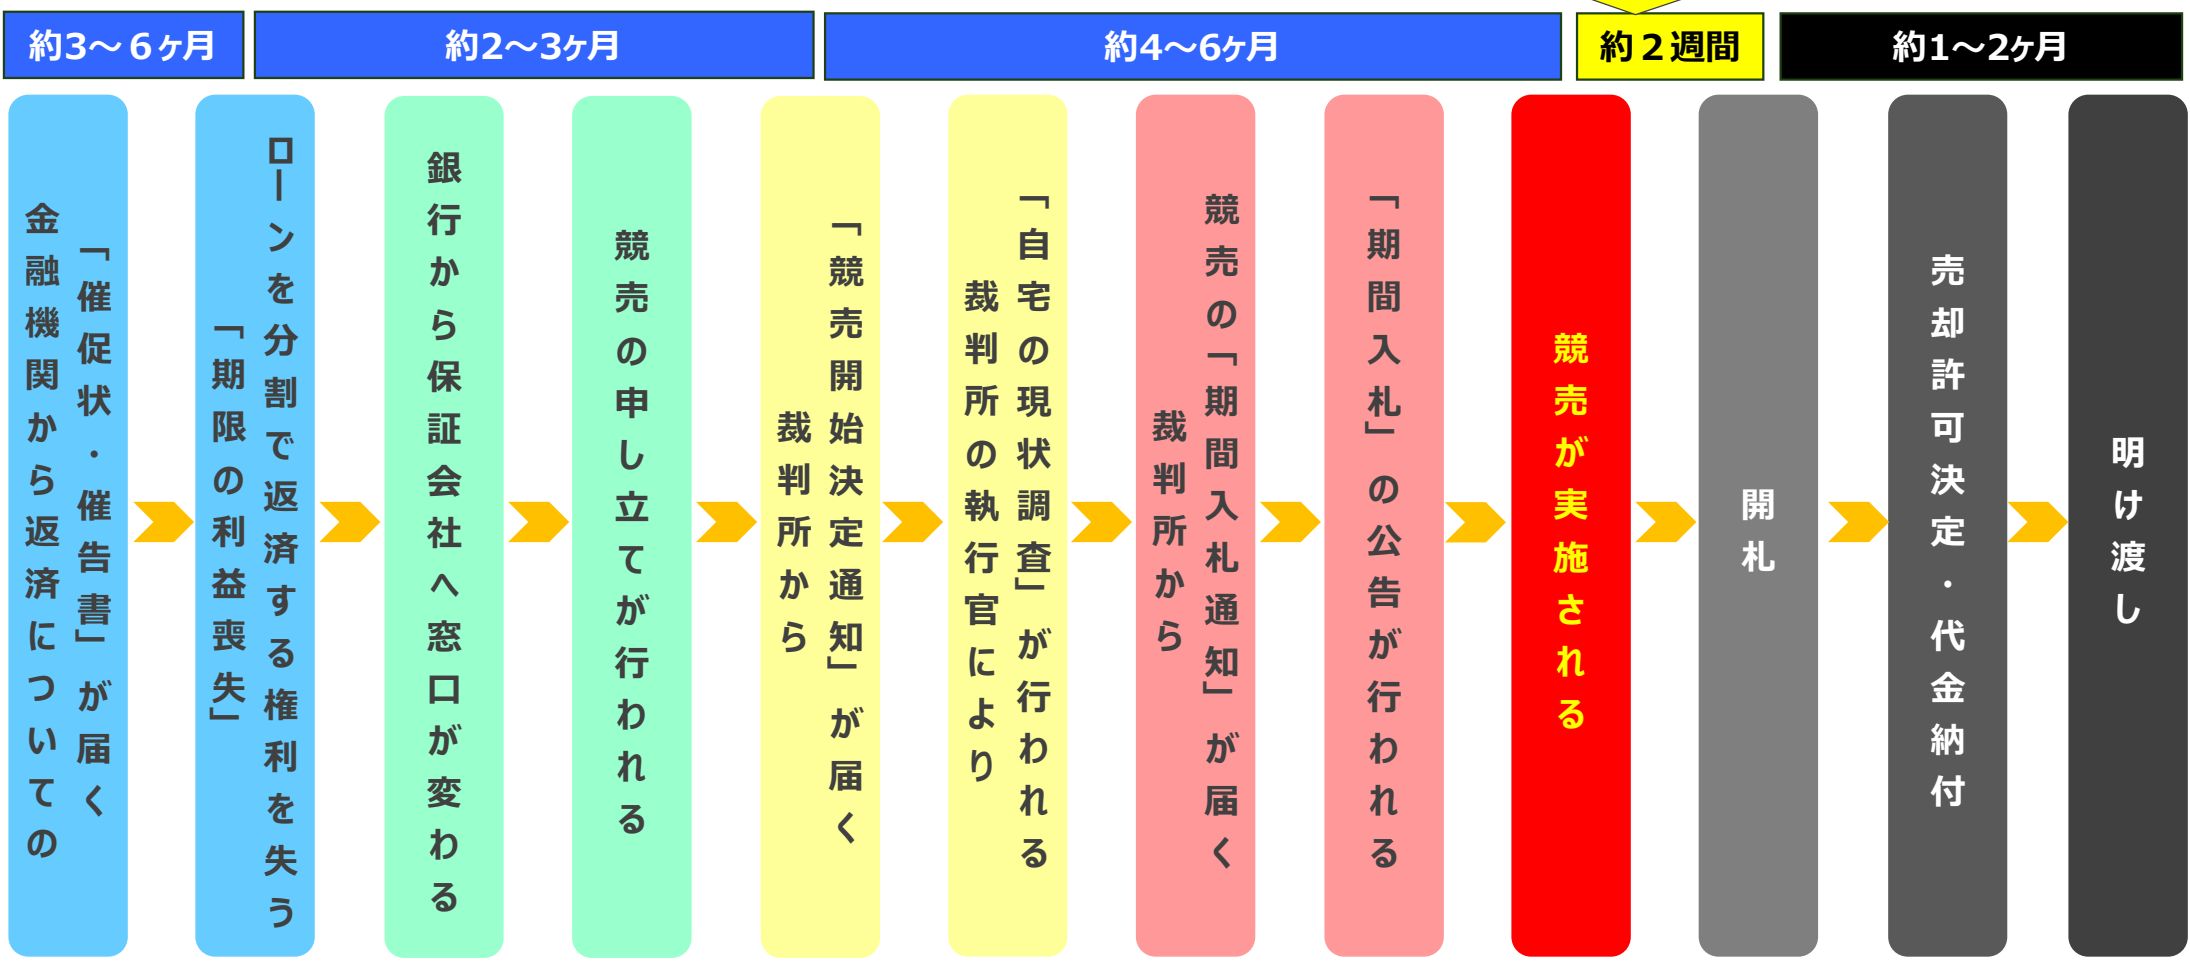 約3～６ヶ月
約2～3ヶ月
約4～6ヶ月
約２週間
約1～2ヶ月
金融機関から返済についての
「催促状・催告書」が届く
「期限の利益喪失」
ローンを分割で返済する権利を失う
銀行から保証会社へ窓口が変わる
競売の申し立てが行われる
裁判所から
「競売開始決定通知」が届く
裁判所の執行官により
「自宅の現状調査」が行われる
裁判所から
競売の「期間入札通知」が届く
「期間入札」の公告が行われる
競売が実施される
開札
売却許可決定・代金納付
明け渡し